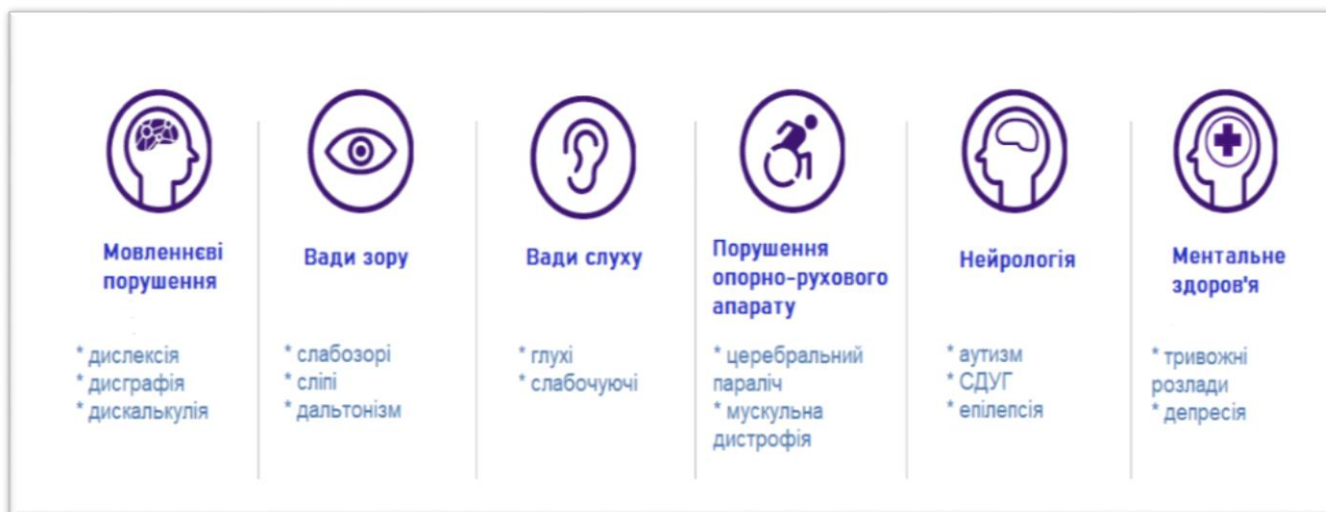 Мовленнєві
порушення
* дислексія
* дисграфія
* дискалькулія
Вади зору
* слабозорі
* сліпі
* дальтонізм
Вади слуху
* глухі
* слабочуючі
Порушення
опорно-рухового
апарату
* церебральний
параліч
* мускульна
дистрофія
Нейрологія
* аутизм
* СДУГ
* епілепсія
Ментальне
здоров'я
* тривожні
розлади
* депресія